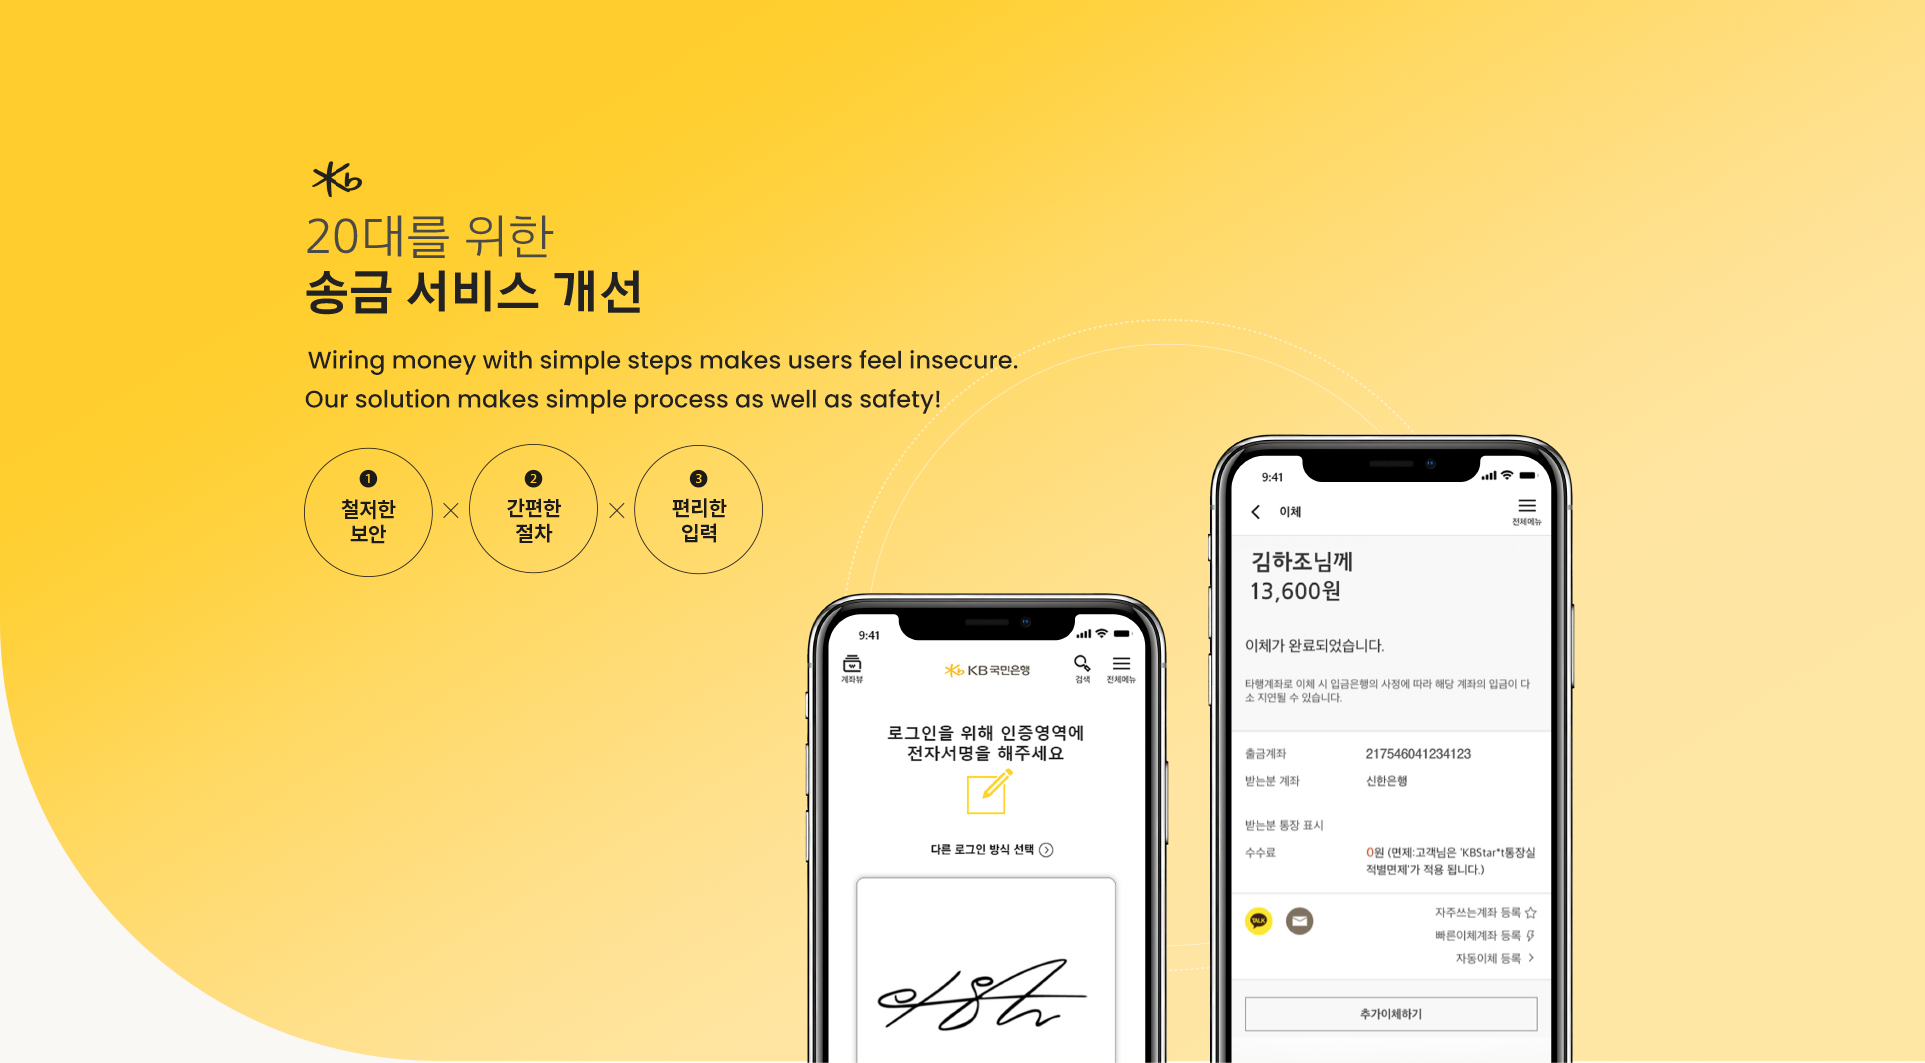 Kb
20대를 위한
송금 서비스 개선
Wiring money with simple steps makes users feel insecure.
Our solution makes simple process as well as safety!
1
철저한
보안
2
간편한
절차
3
편리한
입력
9:41
계좌뷰
Kb KB국민은행
검색
전체메뉴
로그인을 위해 인증영역에
전자서명을 해주세요
다른 로그인 방식 선택
9:41
이체
전체메뉴
김하조님께
13,600원
이체가 완료되었습니다.
타행계좌로 이체 시 입금은행의 사정에 따라 해당 계좌의 입금이 다
소 지연될 수 있습니다.
출금계좌 217546041234123
받는분 계좌 신한은행
받는분 통장 표시
수수료 0원 (면제:고객님은 'KBStar*t통장실
적별면제'가 적용 됩니다.)
TALK
자주쓰는계좌 등록
빠른이체계좌 등록
자동이체 등록
추가이체하기